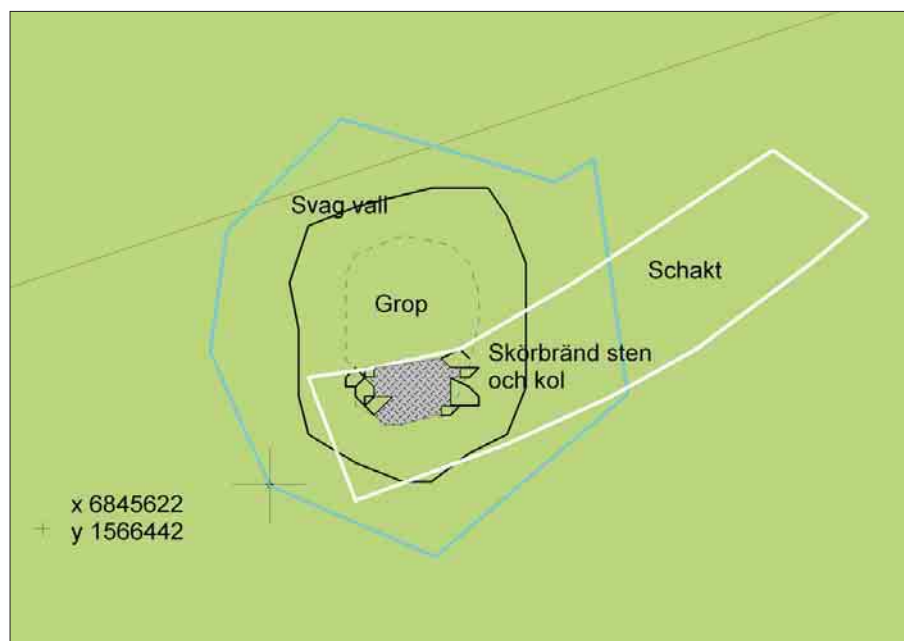 Svag vall
Schakt
Grop
Skörbränd sten
och kol
x 6845622
y 1566442